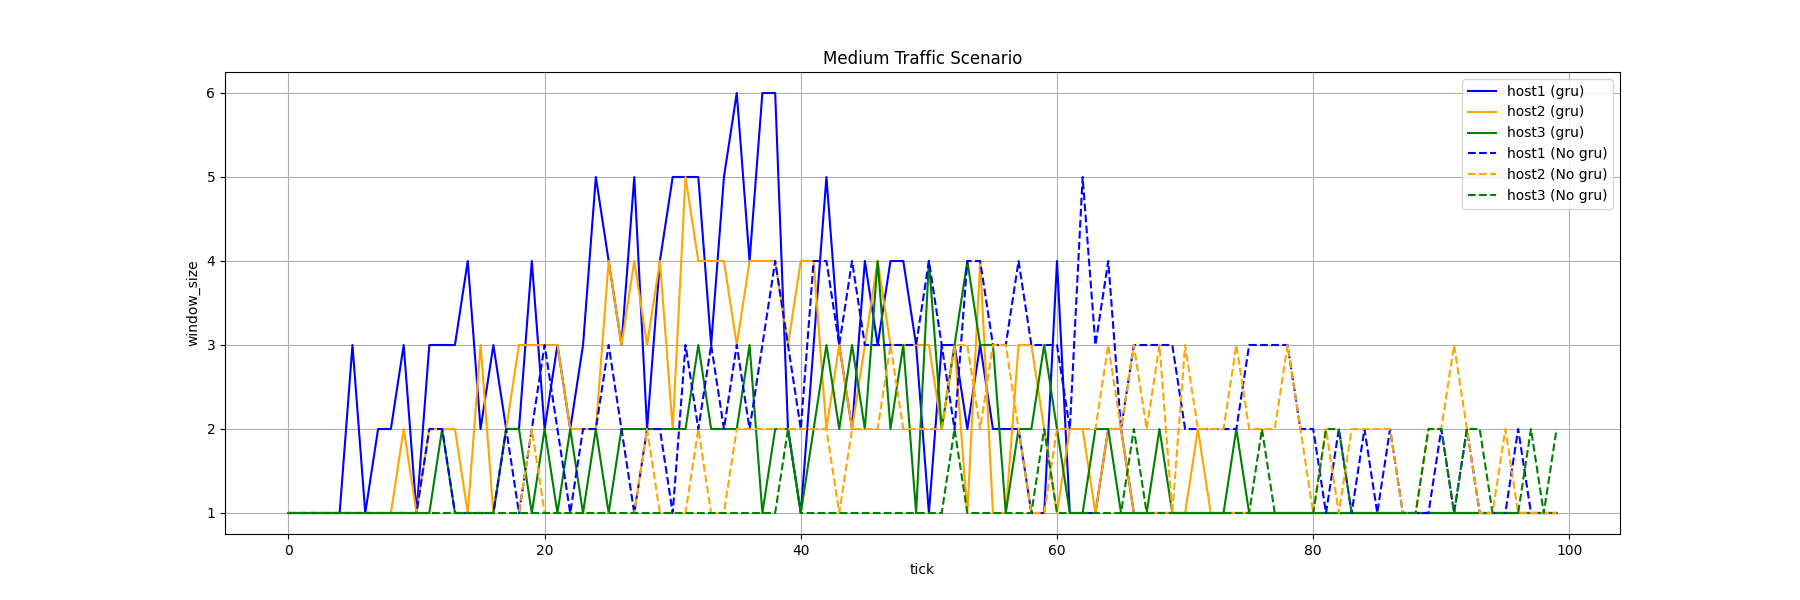 Medium Traffic Scenario
window_size
6
5
4
3
2
1
host1 (gru)
host2 (gru)
host3 (gru)
host1 (No gru)
host2 (No gru)
host3 (No gru)
0
20
40
60
80
100
tick